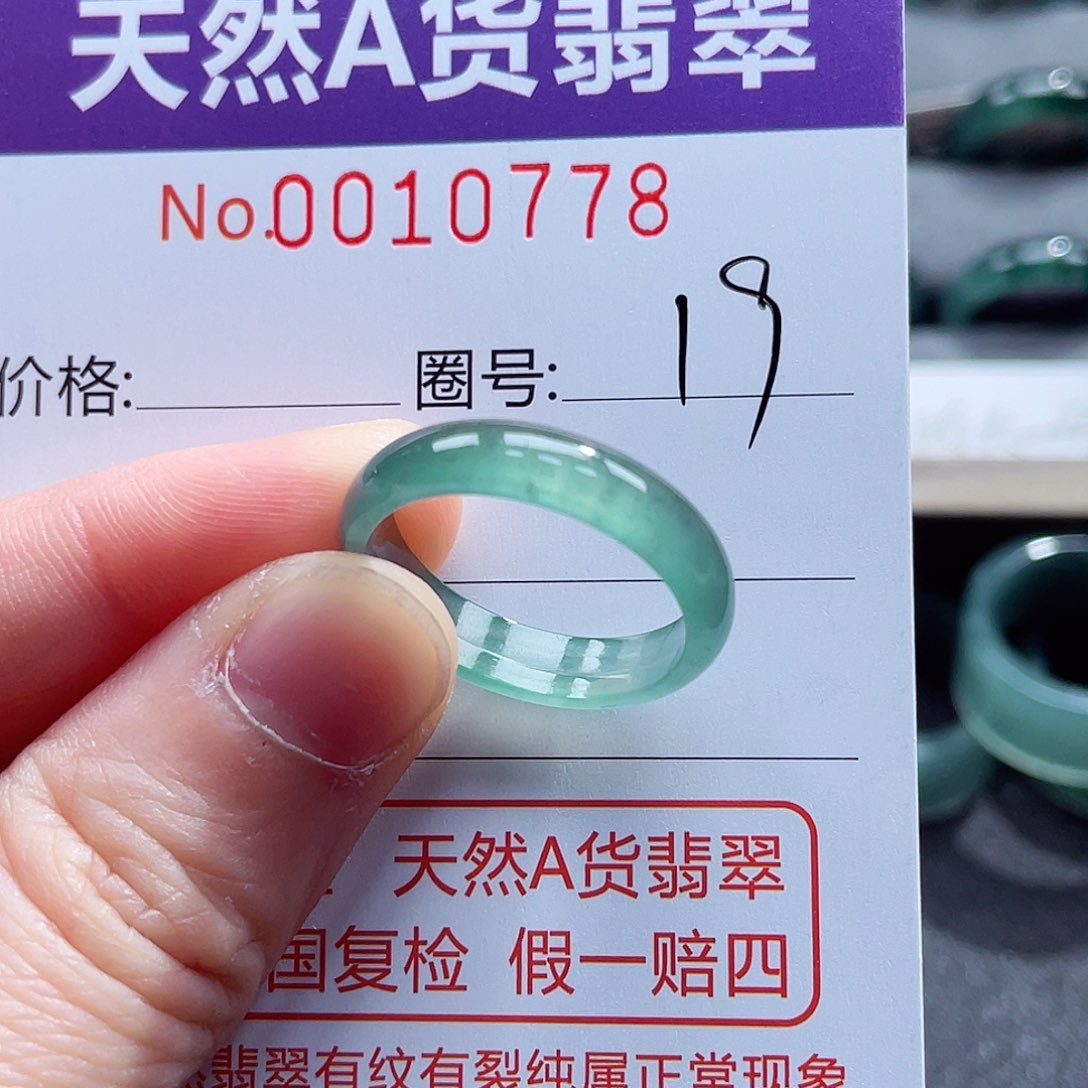 天然A货翡翠
No.0010778
价格: 圈号: 19
天然A货翡翠
国复检 假一赔四
然翡翠有纹有裂纯属正常现象